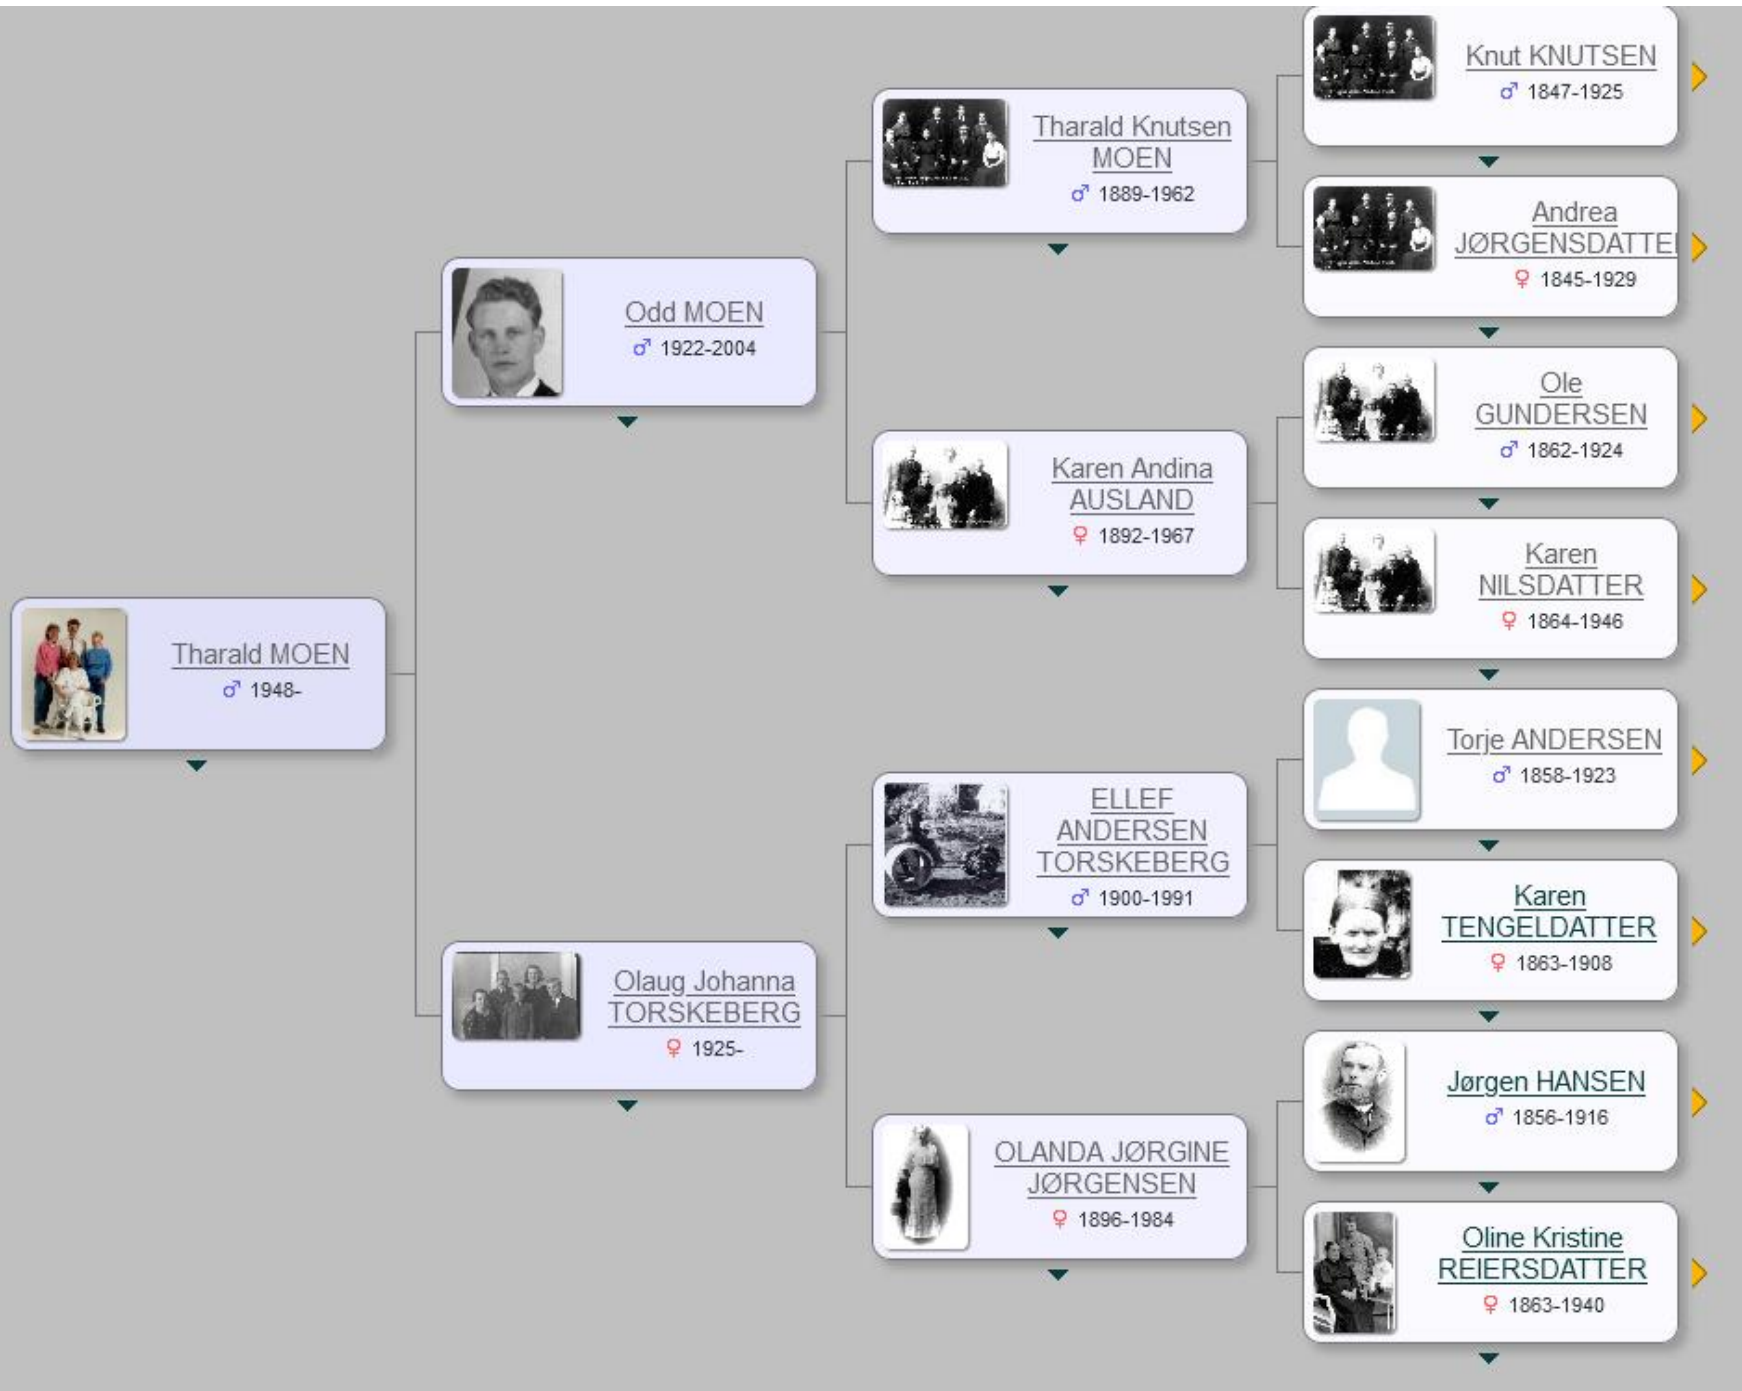 Tharald MOEN
♂ 1948-
Odd MOEN
♂ 1922-2004
Olaug Johanna
TORSKEBERG
♀ 1925-
Tharald Knutsen
MOEN
♂ 1889-1962
Karen Andina
AUSLAND
♀ 1892-1967
ELLEF
ANDERSEN
TORSKEBERG
♂ 1900-1991
OLANDA JØRGINE
JØRGENSEN
♀ 1896-1984
Knut KNUTSEN
♂ 1847-1925
Andrea
JØRGENSDATTE
♀ 1845-1929
Ole
GUNDERSEN
♂ 1862-1924
Karen
NILSDATTER
♀ 1864-1946
Torje ANDERSEN
♂ 1858-1923
Karen
TENGELDATTER
♀ 1863-1908
Jørgen HANSEN
♂ 1856-1916
Oline Kristine
REIERSDATTER
♀ 1863-1940